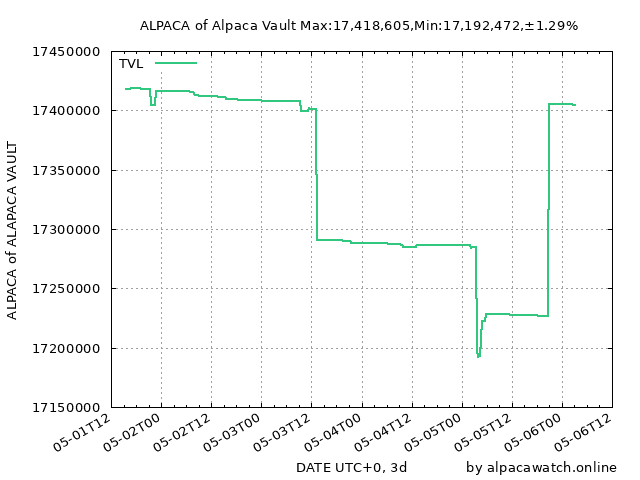 ALPACA of Alpaca Vault Max:17,418,605,Min:17,192,472,±1.29%
TVL
17450000
17400000
17350000
17300000
17250000
17200000
17150000
ALPACA of ALAPACA VAULT
05-01T12
05-02T00
05-02T12
05-03T00
05-03T12
05-04T00
05-04T12
05-05T00
05-05T12
05-06T00
05-06T12
DATE UTC+0, 3d
by alpacawatch.online